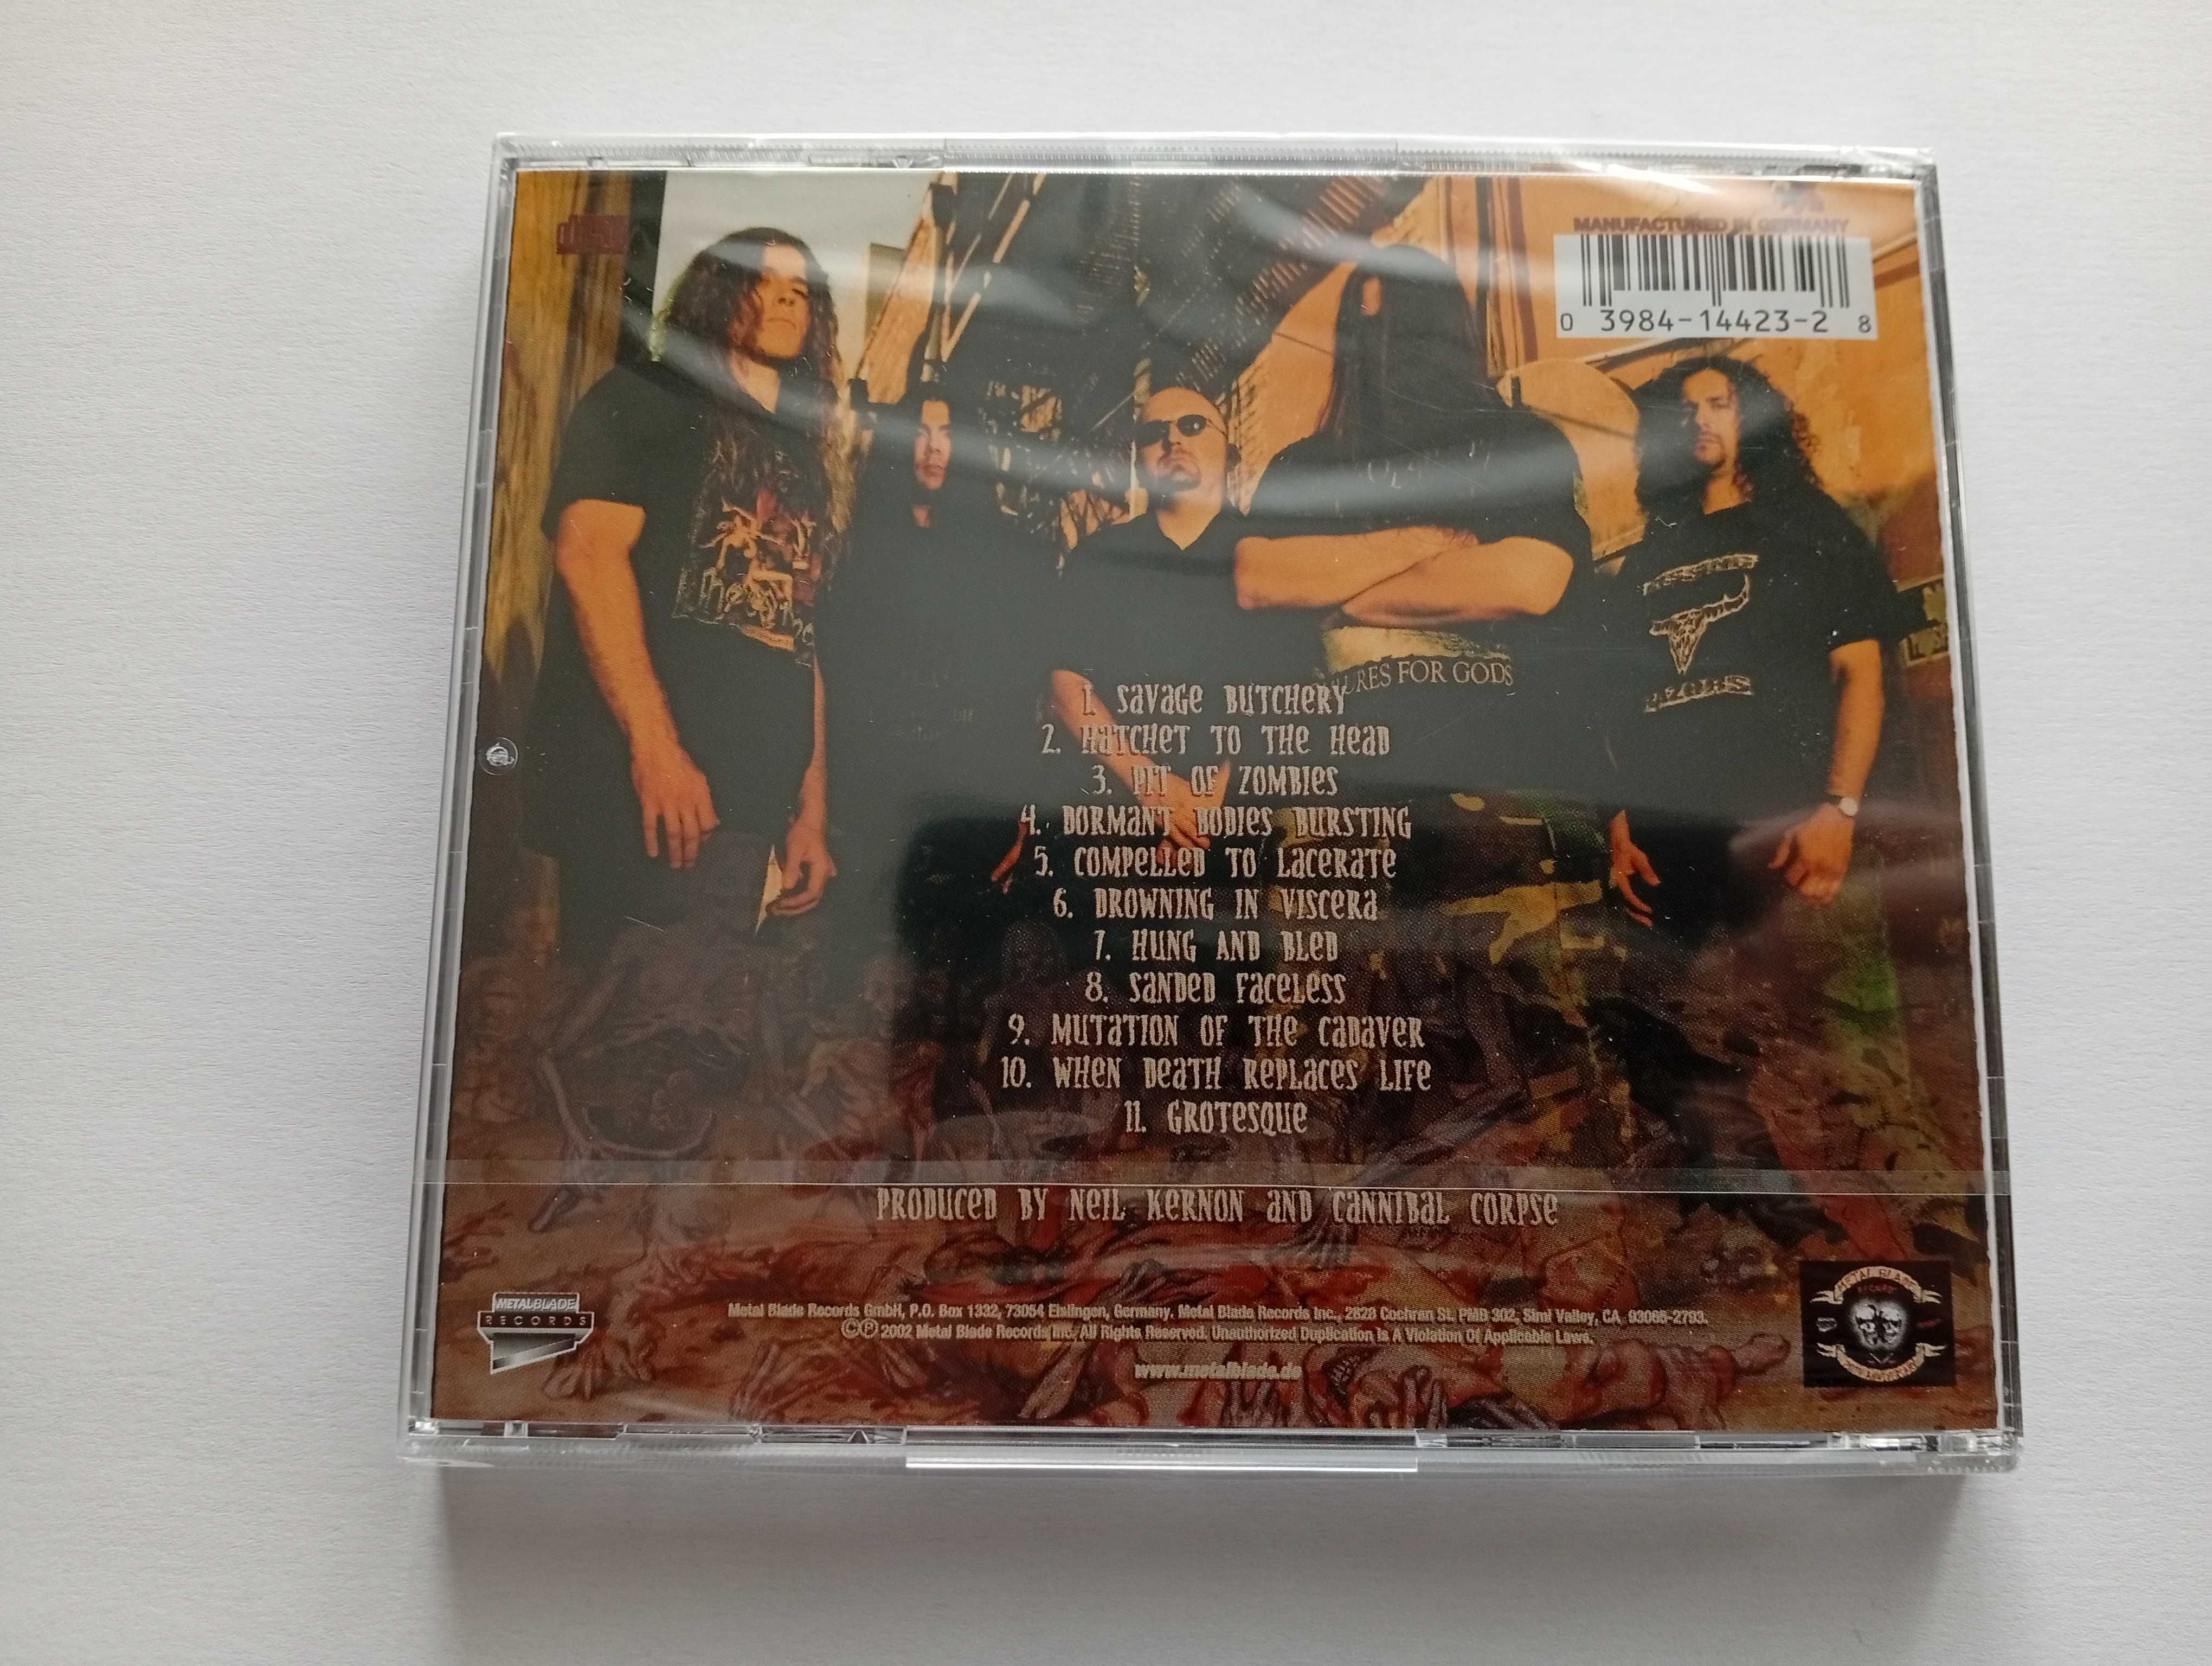 MANUFACTURED IN GERMANY
0 3984-14423-2 8
URES FOR GODS
1. SAVAGE BUTCHERY
2. HATCHET TO THE HEAD
3. PIT OF ZOMBIES
4. DORMANT BODIES BURSTING
5. COMPELLED TO LACERATE
6. DROWNING IN VISCERA
7. HUNG AND BLED
8. SANDED FACELESS
9. MUTATION OF THE CADAVER
10. WHEN DEATH REPLACES LIFE
11. GROTESQUE
PRODUCED BY NEIL KERNON AND CANNIBAL CORPSE
METAL BLADE
RECORDS
Metal Blade Records GmbH, P.O. Box 1332, 73054 Eislingen, Germany. Metal Blade Records Inc., 2828 Cochran St. PMB 302, Simi Valley, CA 93065-2793.
©℗ 2002 Metal Blade Records Inc. All Rights Reserved. Unauthorized Duplication Is A Violation Of Applicable Laws.
www.metalblade.de
METAL BLADE